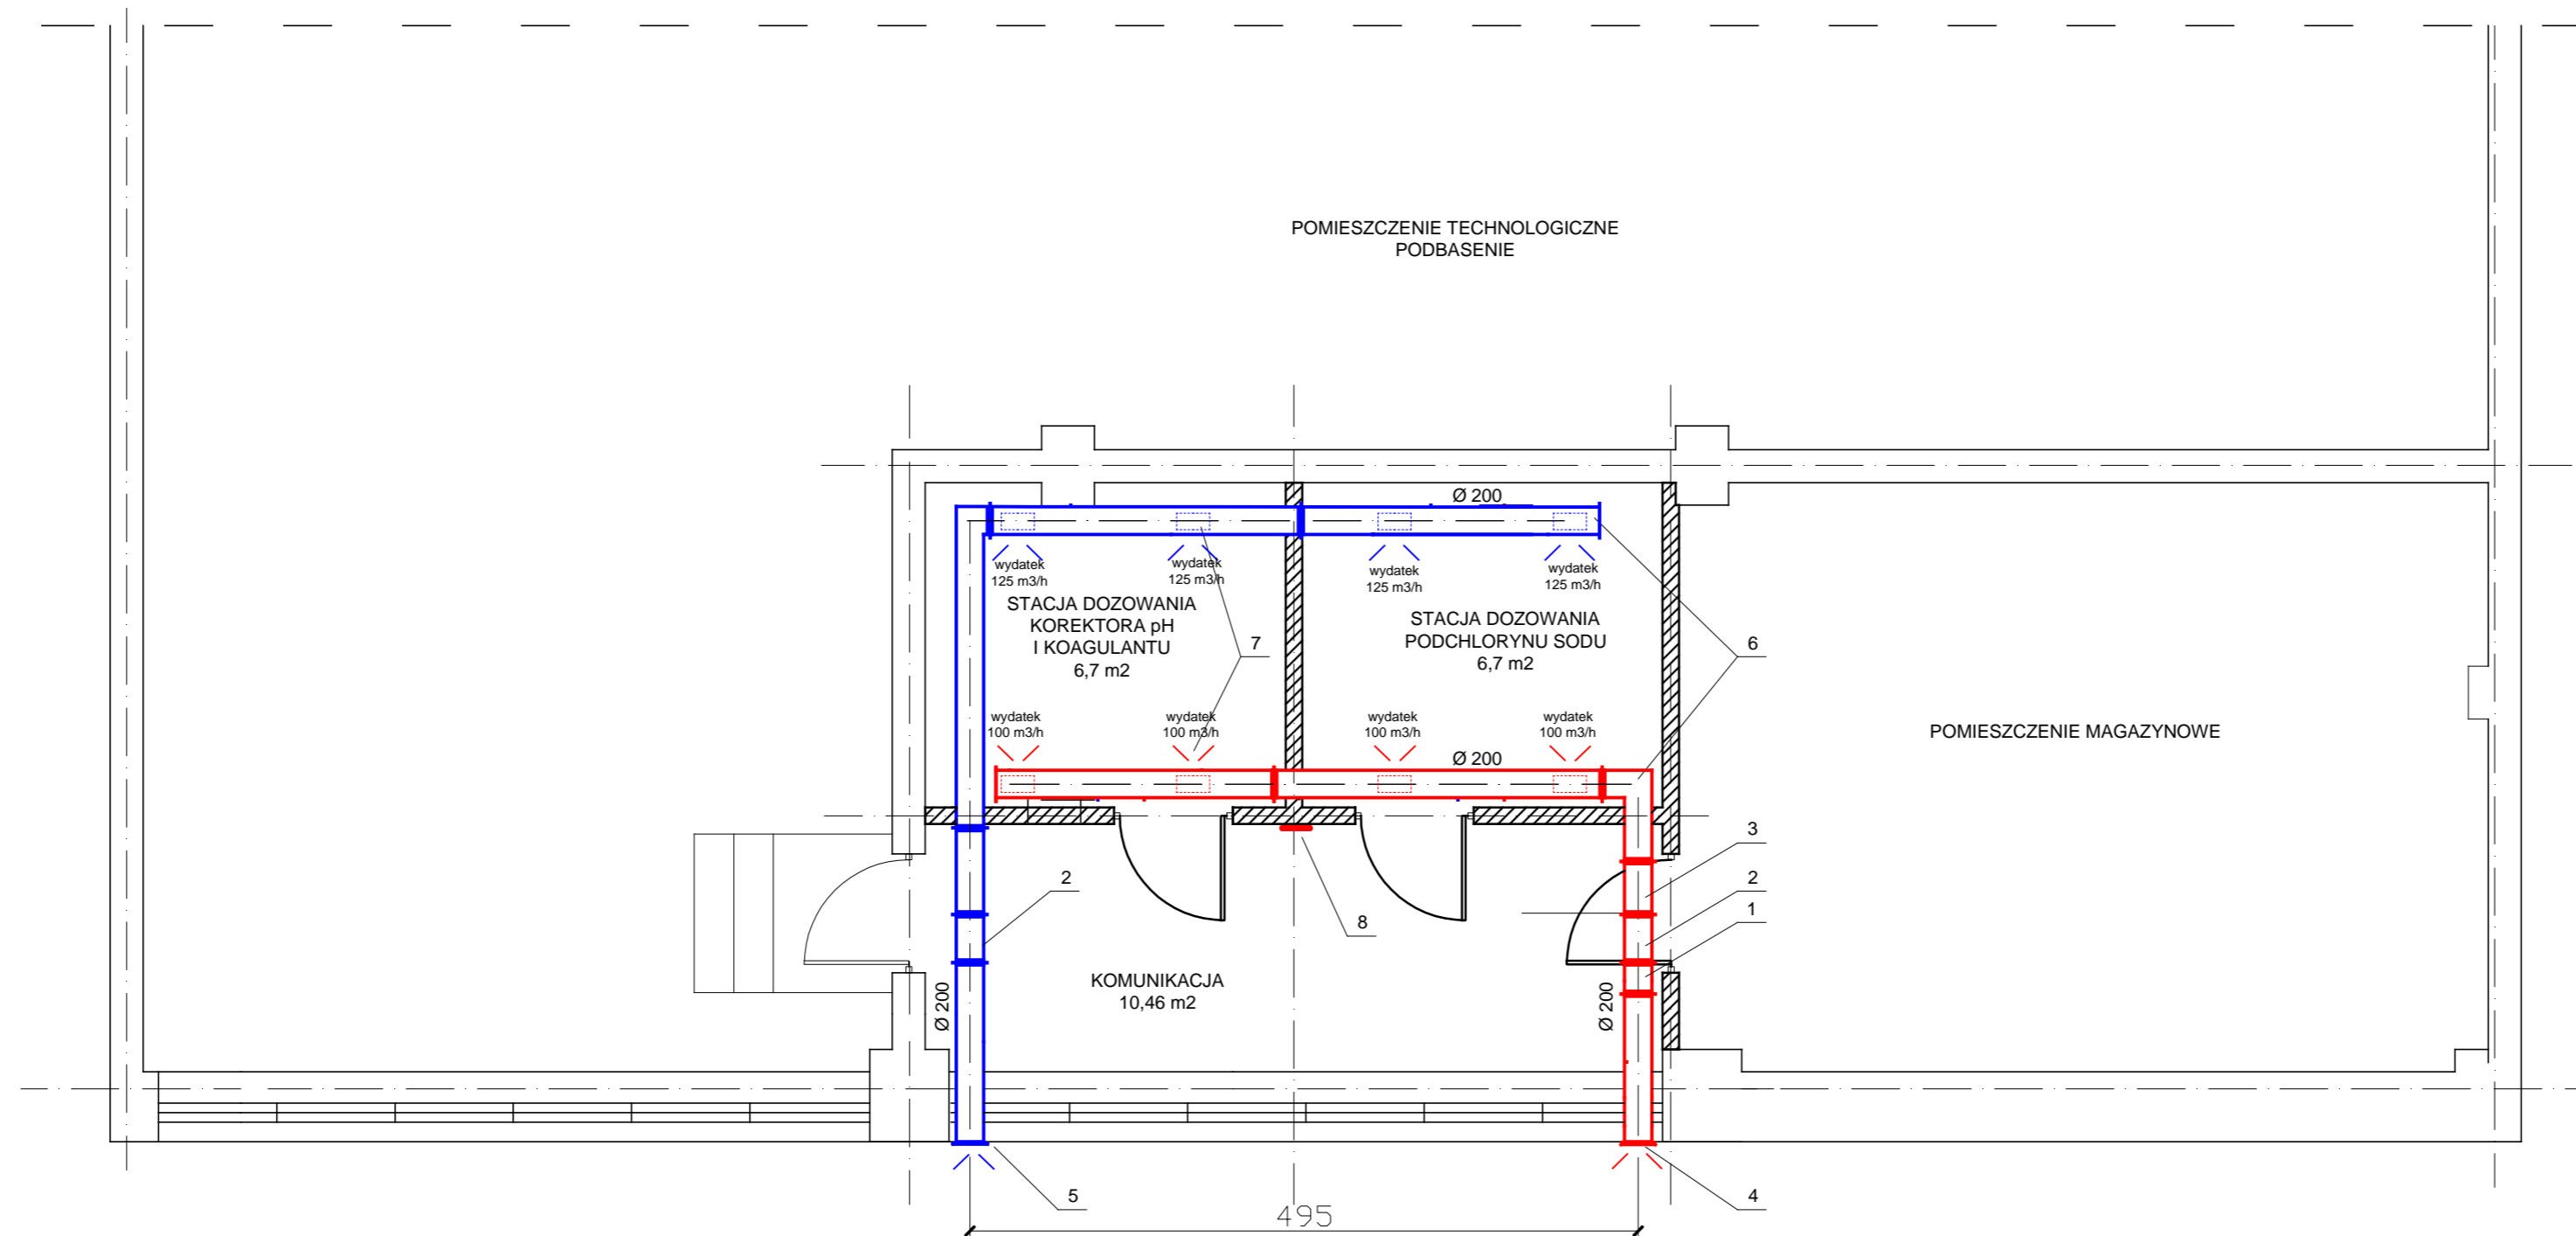 POMIESZCZENIE TECHNOLOGICZNE
PODBASENIE
Ø 200
wydatek
125 m3/h
wydatek
125 m3/h
wydatek
125 m3/h
wydatek
125 m3/h
STACJA DOZOWANIA
KOREKTORA pH
I KOAGULANTU
6,7 m2
STACJA DOZOWANIA
PODCHLORYNU SODU
6,7 m2
7
6
wydatek
100 m3/h
wydatek
100 m3/h
wydatek
100 m3/h
wydatek
100 m3/h
POMIESZCZENIE MAGAZYNOWE
Ø 200
3
2
2
1
8
KOMUNIKACJA
10,46 m2
Ø 200
Ø 200
5
4
495